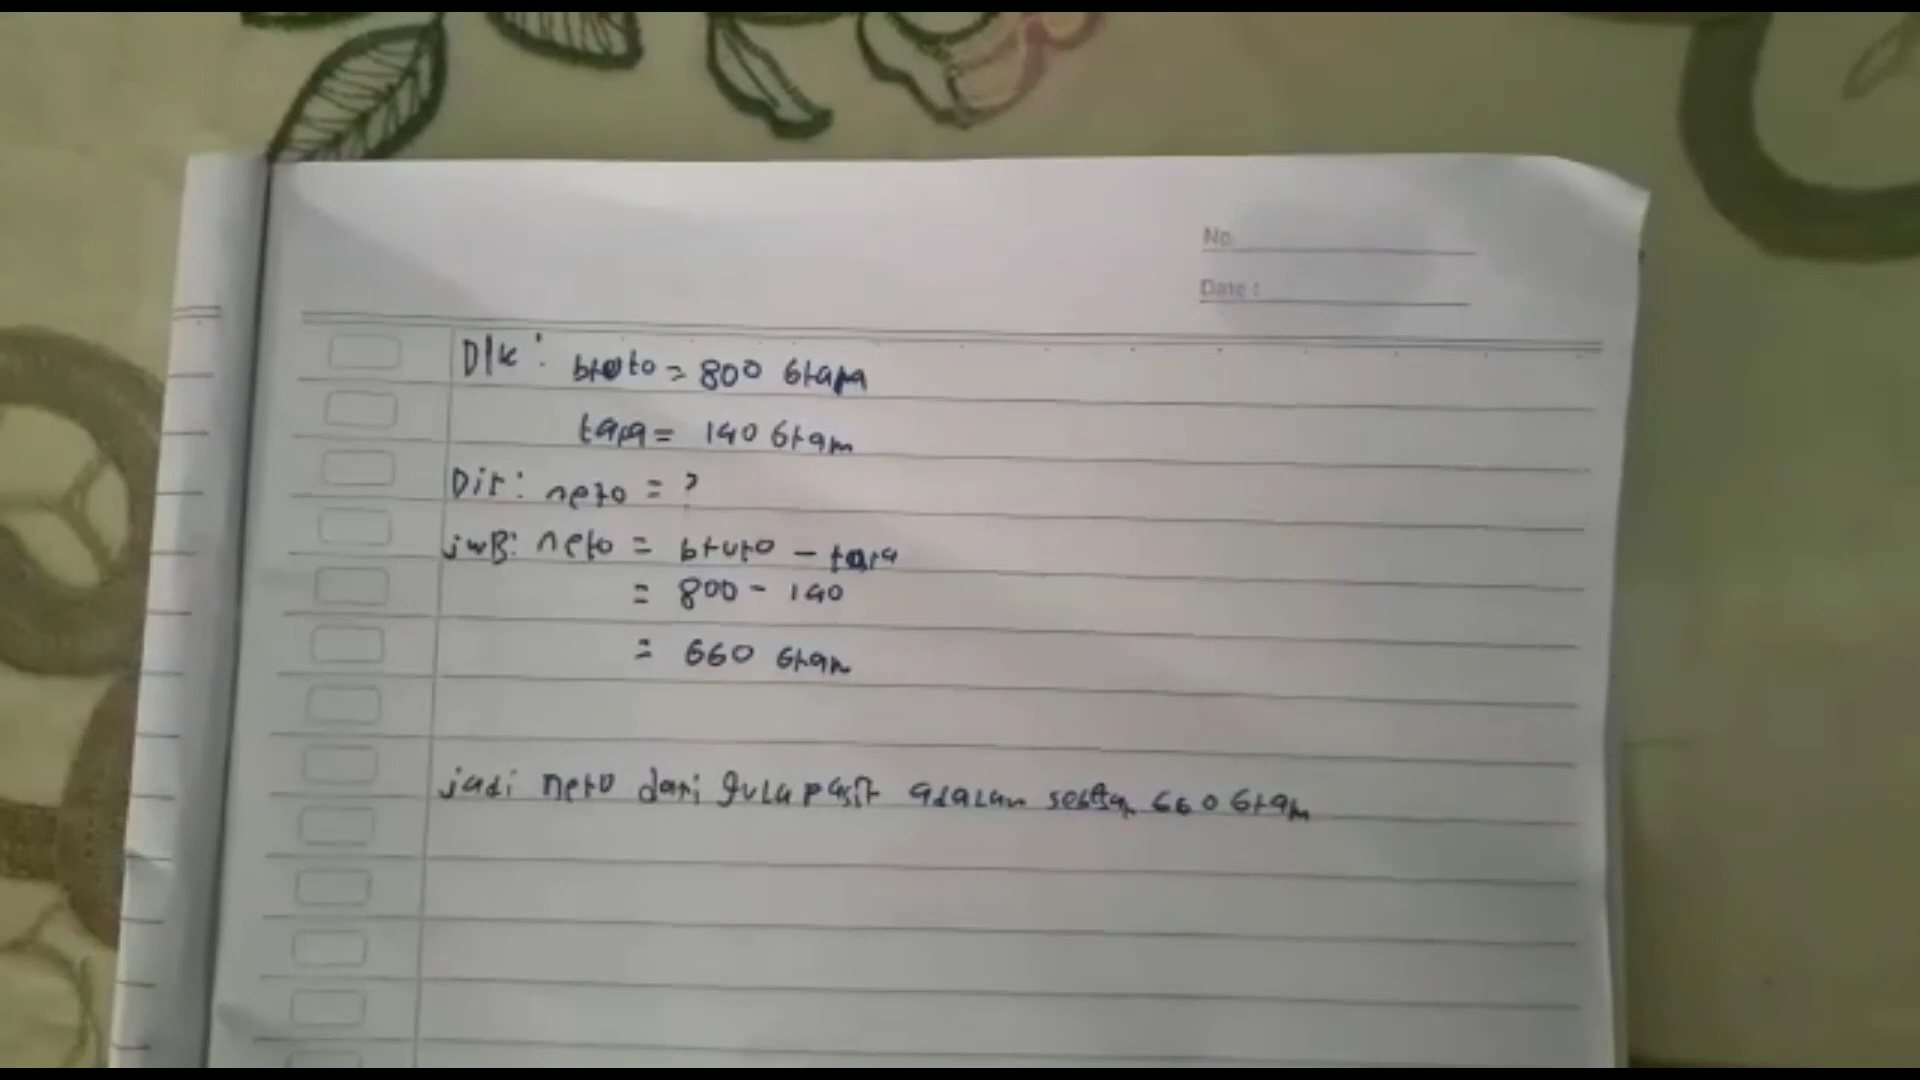 No.
Date :
Dik : bruto = 800 Gram
tara = 140 Gram
Dit : neto = ?
jwB : neto = bruto - tara
= 800 - 140
= 660 Gram
jadi neto dari gula pasir adalah sebesar 660 Gram